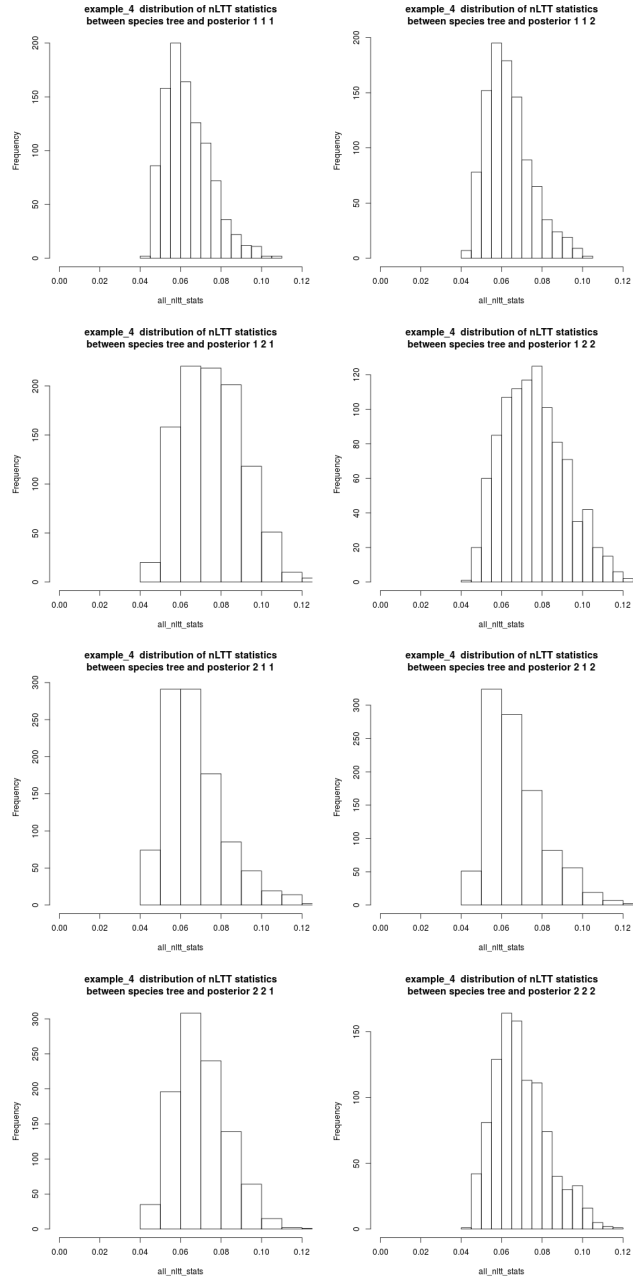 example_4 distribution of nLTT statistics
between species tree and posterior 1 1 1
Frequency
200
150
100
50
0
0.00 0.02 0.04 0.06 0.08 0.10 0.12
all_nltt_stats
example_4 distribution of nLTT statistics
between species tree and posterior 1 1 2
Frequency
200
150
100
50
0
0.00 0.02 0.04 0.06 0.08 0.10 0.12
all_nltt_stats
example_4 distribution of nLTT statistics
between species tree and posterior 1 2 1
Frequency
200
150
100
50
0
0.00 0.02 0.04 0.06 0.08 0.10 0.12
all_nltt_stats
example_4 distribution of nLTT statistics
between species tree and posterior 1 2 2
Frequency
120
100
80
60
40
20
0
0.00 0.02 0.04 0.06 0.08 0.10 0.12
all_nltt_stats
example_4 distribution of nLTT statistics
between species tree and posterior 2 1 1
Frequency
300
250
200
150
100
50
0
0.00 0.02 0.04 0.06 0.08 0.10 0.12
all_nltt_stats
example_4 distribution of nLTT statistics
between species tree and posterior 2 1 2
Frequency
300
250
200
150
100
50
0
0.00 0.02 0.04 0.06 0.08 0.10 0.12
all_nltt_stats
example_4 distribution of nLTT statistics
between species tree and posterior 2 2 1
Frequency
300
250
200
150
100
50
0
0.00 0.02 0.04 0.06 0.08 0.10 0.12
all_nltt_stats
example_4 distribution of nLTT statistics
between species tree and posterior 2 2 2
Frequency
150
100
50
0
0.00 0.02 0.04 0.06 0.08 0.10 0.12
all_nltt_stats